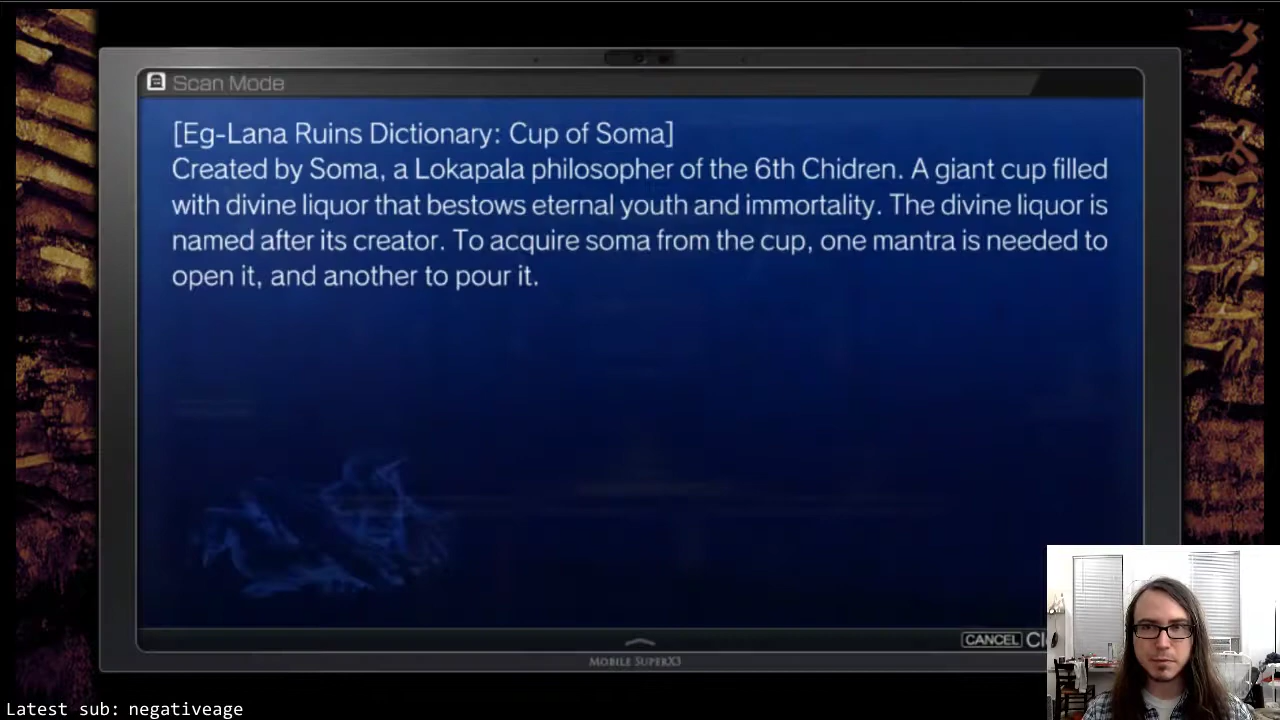 Scan Mode
[Eg-Lana Ruins Dictionary: Cup of Soma]
Created by Soma, a Lokapala philosopher of the 6th Chidren. A giant cup filled
with divine liquor that bestows eternal youth and immortality. The divine liquor is
named after its creator. To acquire soma from the cup, one mantra is needed to
open it, and another to pour it.
CANCEL
MOBILE SUPERX3
Latest sub: negativeage